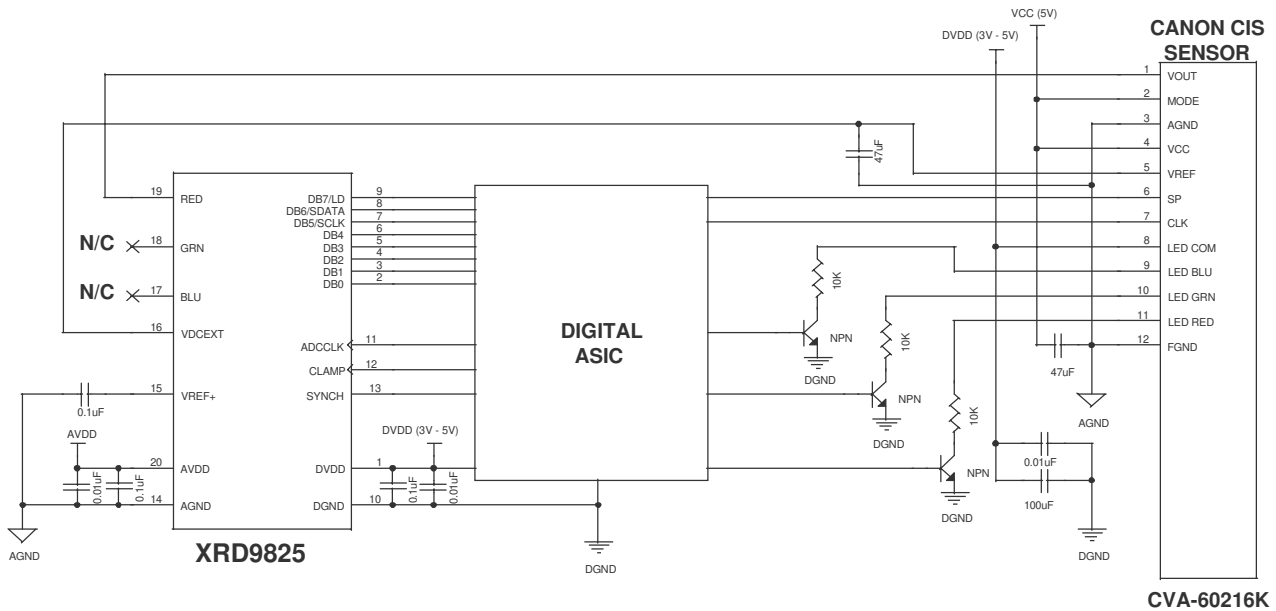 VCC (5V)
DVDD (3V - 5V)
CANON CIS
SENSOR
1 VOUT
2 MODE
3 AGND
4 VCC
5 VREF
6 SP
7 CLK
8 LED COM
9 LED BLU
10 LED GRN
11 LED RED
12 FGND
CVA-60216K
47uF
19 RED
N/C 18 GRN
N/C 17 BLU
16 VDCEXT
15 VREF+
0.1uF
AVDD
20 AVDD
0.01uF
0.1uF
14 AGND
AGND
XRD9825
DB7/LD 9
DB6/SDATA 8
DB5/SCLK 7
DB4 6
DB3 5
DB2 4
DB1 3
DB0 2
ADCCLK 11
CLAMP 12
SYNCH 13
DVDD (3V - 5V)
DVDD 1
0.1uF
0.01uF
DGND 10
DIGITAL
ASIC
DGND
10K
NPN
DGND
10K
NPN
DGND
10K
NPN
DGND
47uF
AGND
0.01uF
100uF
DGND